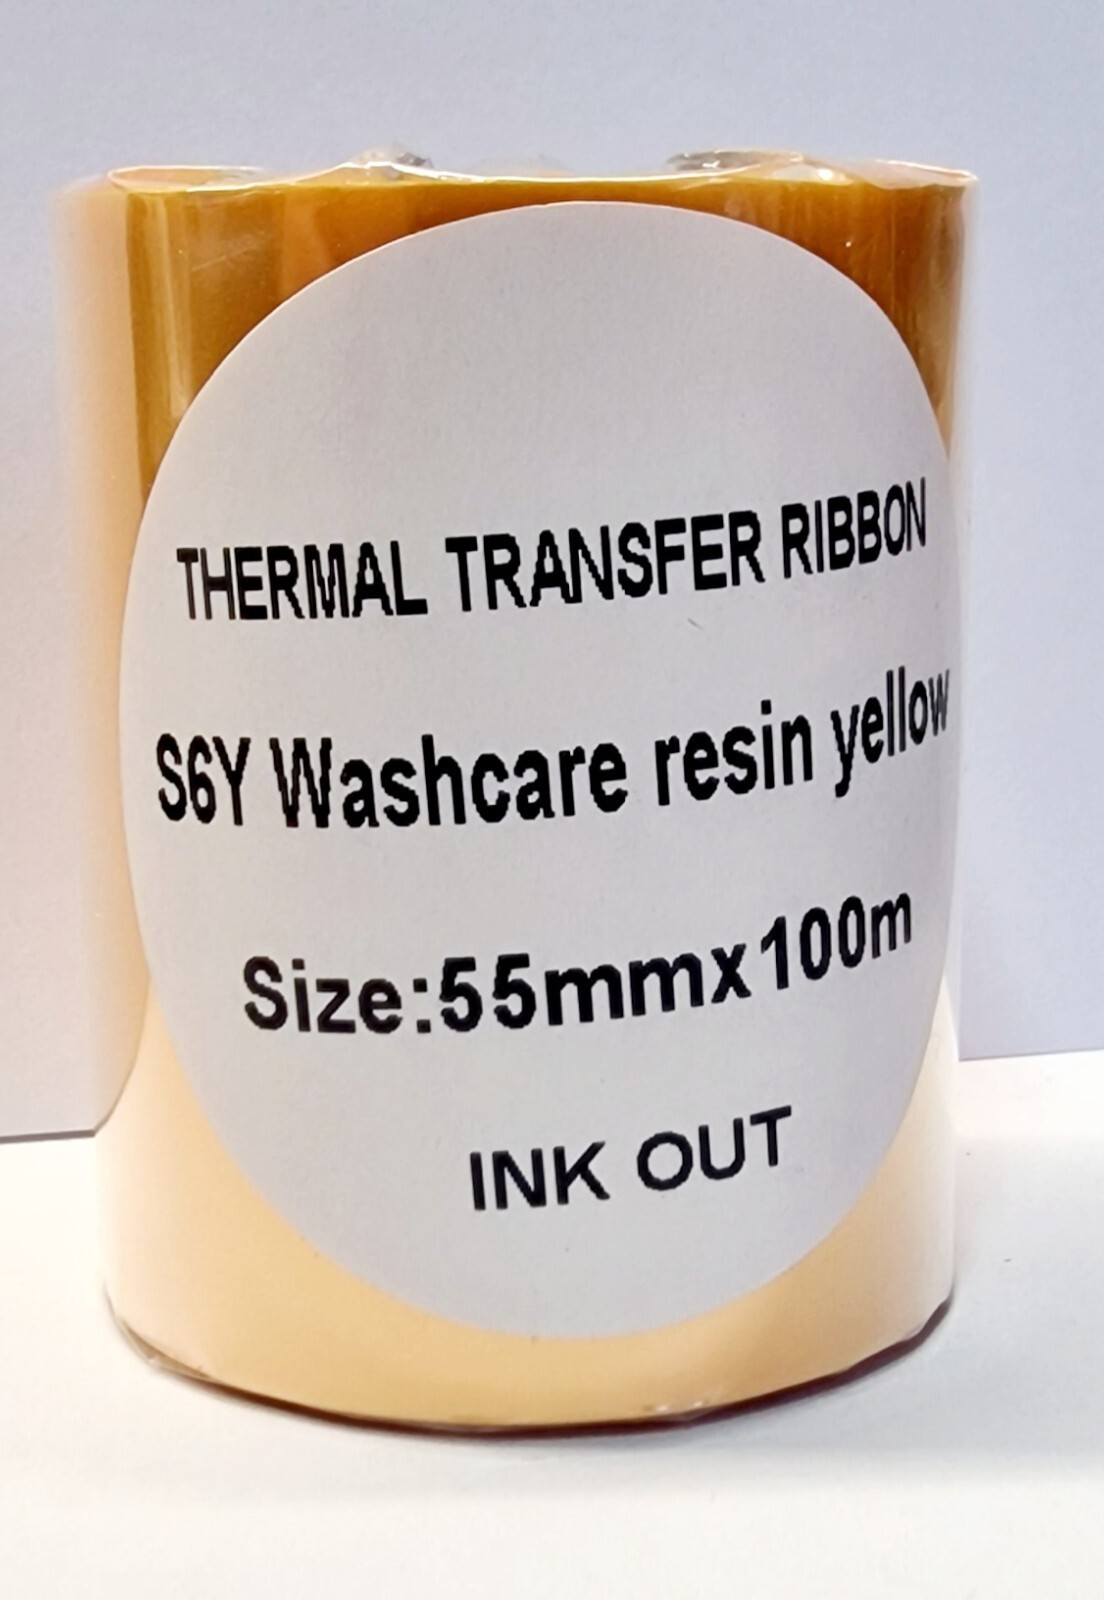 THERMAL TRANSFER RIBBON
S6Y Washcare resin yellow
Size:55mmx100m
INK OUT